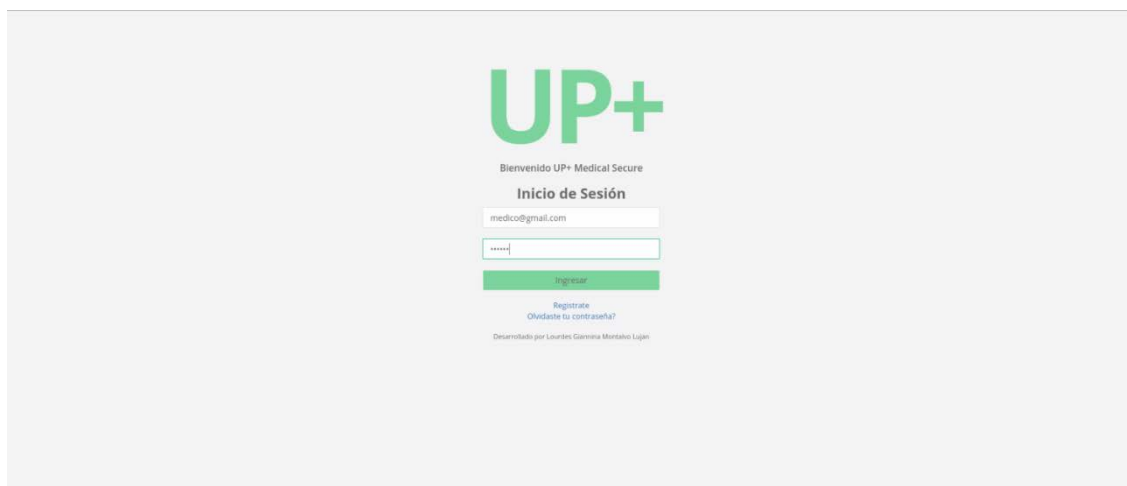 UP+
Bienvenido UP+ Medical Secure
Inicio de Sesión
medico@gmail.com
••••••
Ingresar
Registrate
Olvidaste tu contraseña?
Desarrollado por Lourdes Giannina Montalvo Lujan